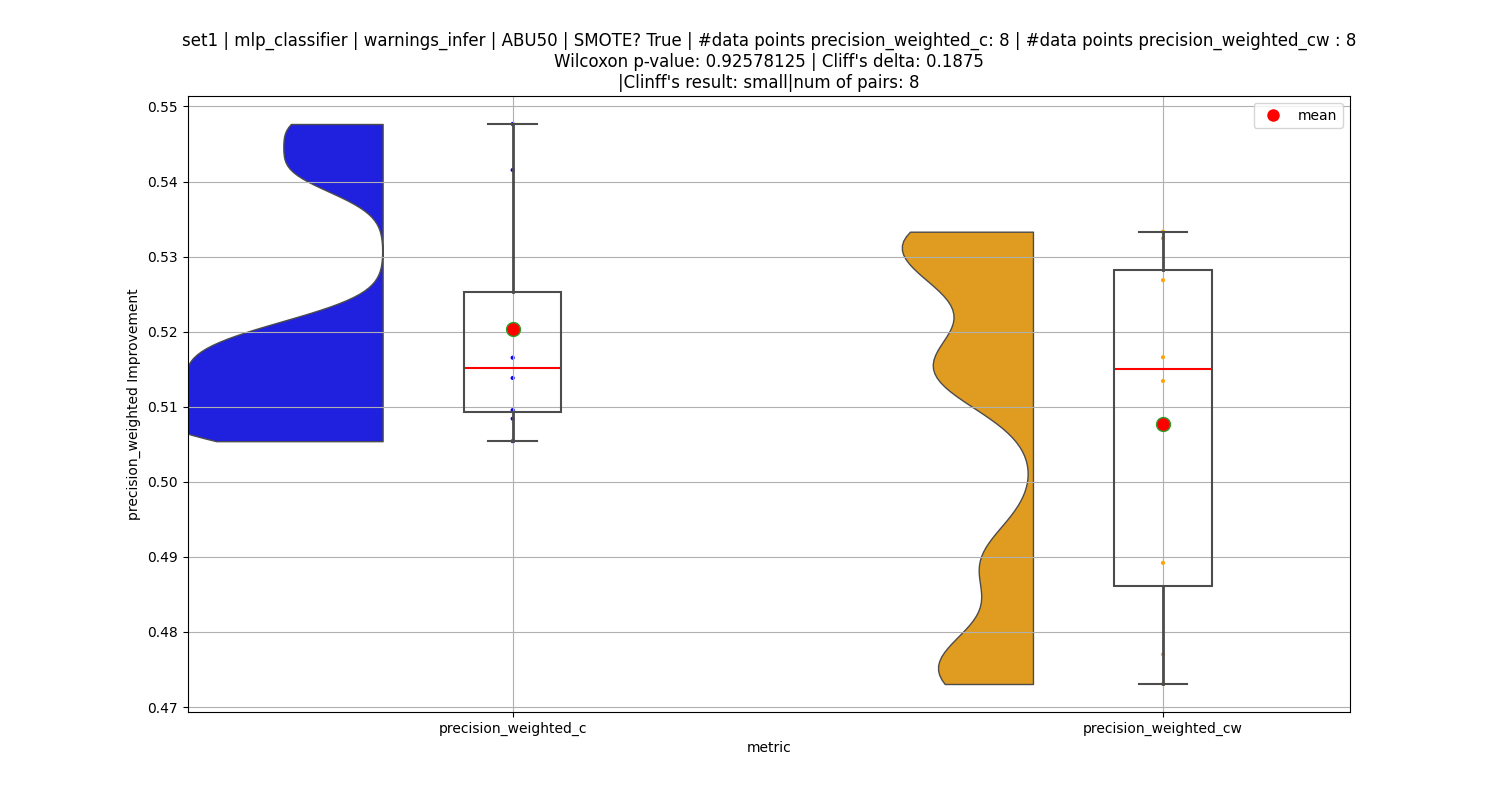 set1 | mlp_classifier | warnings_infer | ABU50 | SMOTE? True | #data points precision_weighted_c: 8 | #data points precision_weighted_cw : 8
Wilcoxon p-value: 0.92578125 | Cliff's delta: 0.1875
|Clinff's result: small|num of pairs: 8
mean
0.55
0.54
0.53
0.52
0.51
0.50
0.49
0.48
0.47
precision_weighted Improvement
precision_weighted_c
precision_weighted_cw
metric